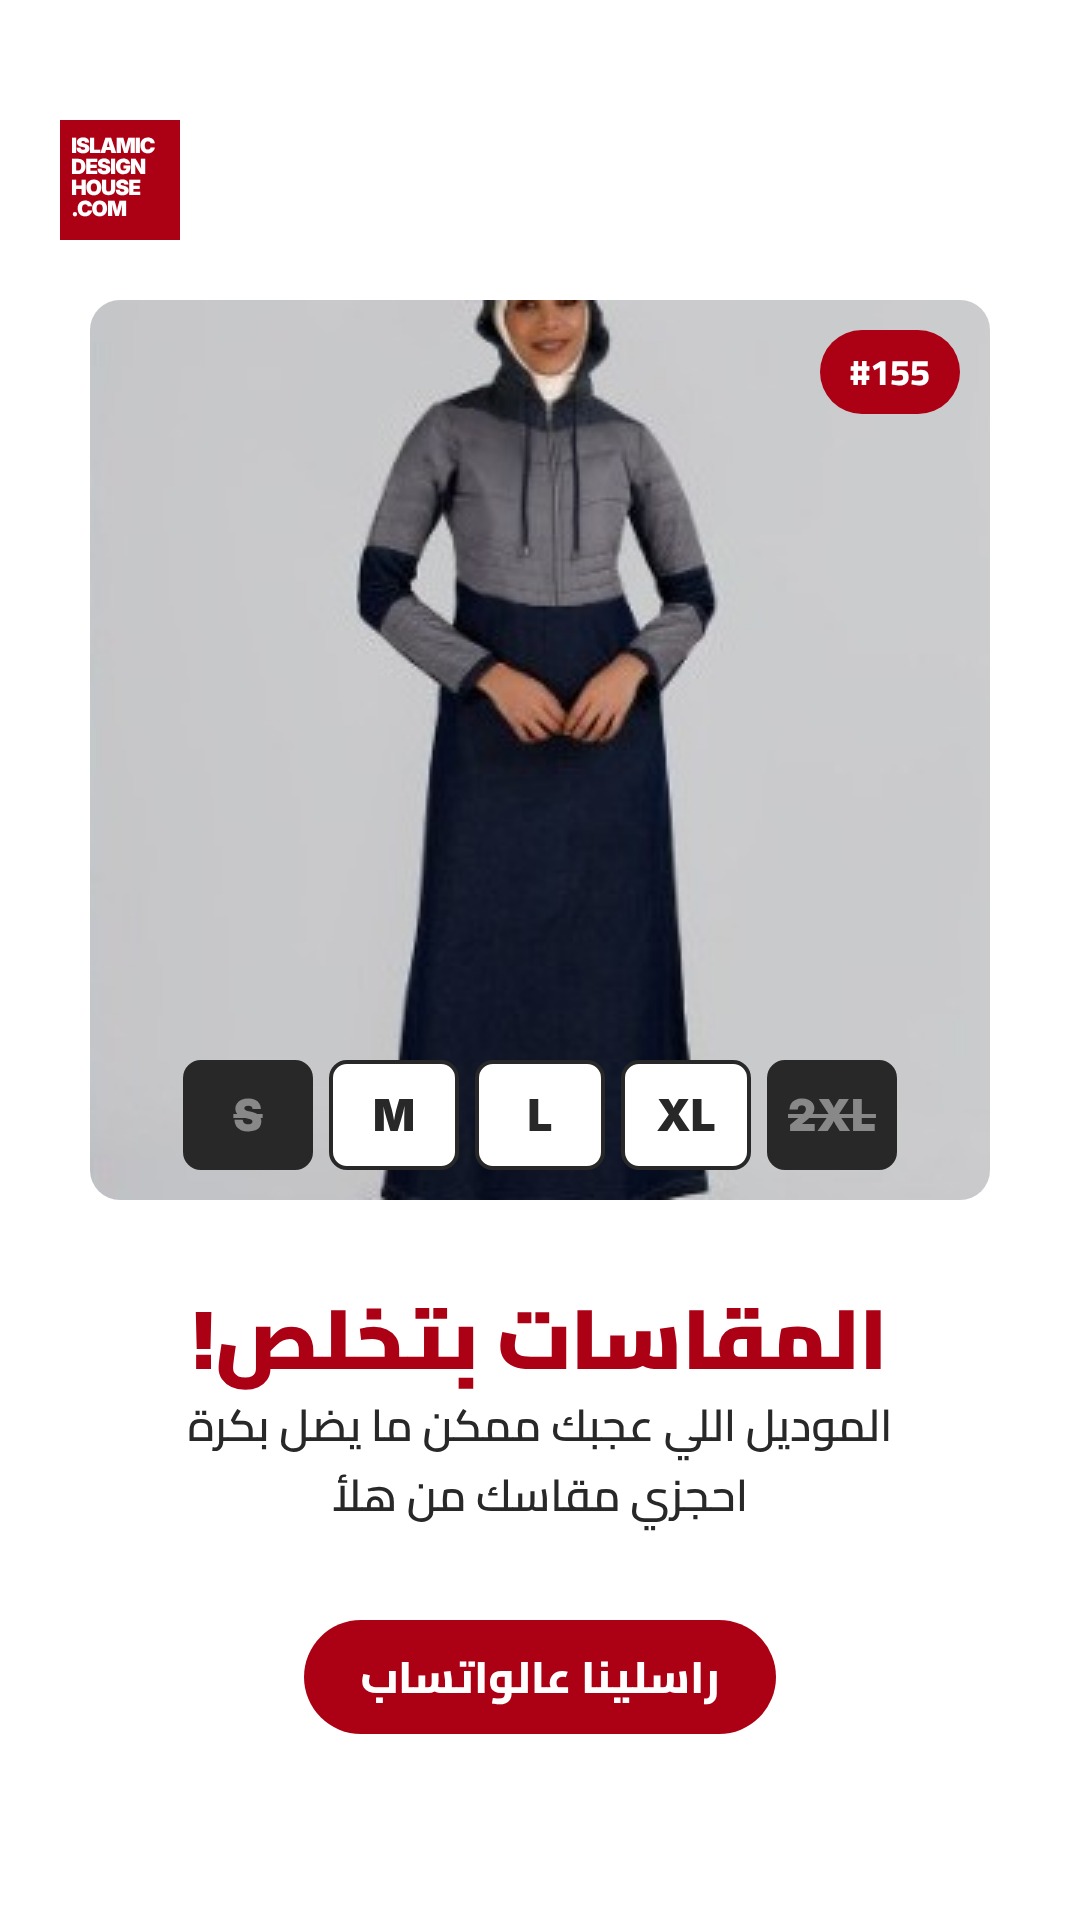 ISLAMIC
DESIGN
HOUSE
.COM
#155
S M L XL 2XL
المقاسات بتخلص!
الموديل اللي عجبك ممكن ما يضل بكرة
احجزي مقاسك من هلأ
راسلينا عالواتساب